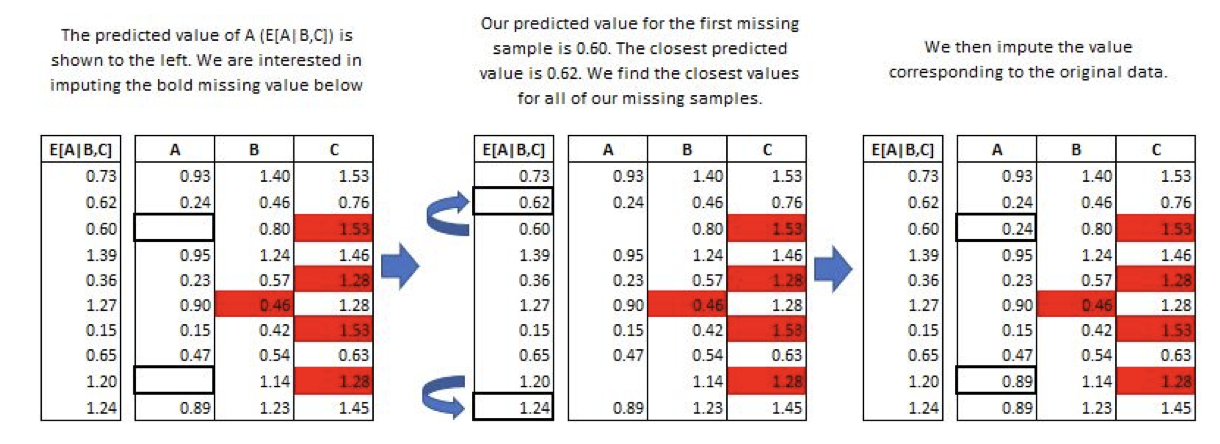 The predicted value of A (E[A|B,C]) is
shown to the left. We are interested in
imputing the bold missing value below
E[A|B,C] A B C
0.73 0.93 1.40 1.53
0.62 0.24 0.46 0.76
0.60 0.80 1.53
1.39 0.95 1.24 1.46
0.36 0.23 0.57 1.28
1.27 0.90 0.46 1.28
0.15 0.15 0.42 1.53
0.65 0.47 0.54 0.63
1.20 1.14 1.28
1.24 0.89 1.23 1.45
Our predicted value for the first missing
sample is 0.60. The closest predicted
value is 0.62. We find the closest values
for all of our missing samples.
E[A|B,C] A B C
0.73 0.93 1.40 1.53
0.62 0.24 0.46 0.76
0.60 0.80 1.53
1.39 0.95 1.24 1.46
0.36 0.23 0.57 1.28
1.27 0.90 0.46 1.28
0.15 0.15 0.42 1.53
0.65 0.47 0.54 0.63
1.20 1.14 1.28
1.24 0.89 1.23 1.45
We then impute the value
corresponding to the original data.
E[A|B,C] A B C
0.73 0.93 1.40 1.53
0.62 0.24 0.46 0.76
0.60 0.24 0.80 1.53
1.39 0.95 1.24 1.46
0.36 0.23 0.57 1.28
1.27 0.90 0.46 1.28
0.15 0.15 0.42 1.53
0.65 0.47 0.54 0.63
1.20 0.89 1.14 1.28
1.24 0.89 1.23 1.45